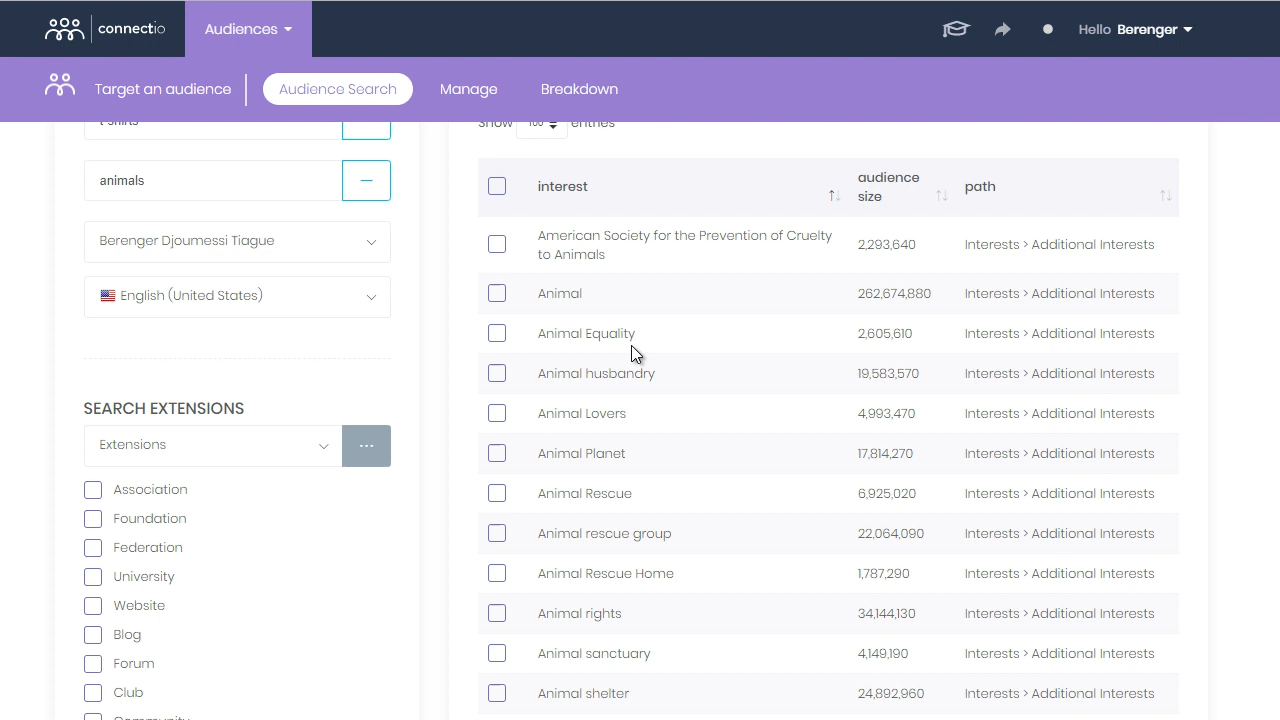 connectio
Audiences
Hello Berenger
Target an audience
Audience Search
Manage
Breakdown
t-shirts
animals
Berenger Djoumessi Tiague
English (United States)
SEARCH EXTENSIONS
Extensions
...
Association
Foundation
Federation
University
Website
Blog
Forum
Club
Community
Show 100 entries
interest
audience size
path
American Society for the Prevention of Cruelty
to Animals
2,293,640
Interests > Additional Interests
Animal
262,674,880
Interests > Additional Interests
Animal Equality
2,605,610
Interests > Additional Interests
Animal husbandry
19,583,570
Interests > Additional Interests
Animal Lovers
4,993,470
Interests > Additional Interests
Animal Planet
17,814,270
Interests > Additional Interests
Animal Rescue
6,925,020
Interests > Additional Interests
Animal rescue group
22,064,090
Interests > Additional Interests
Animal Rescue Home
1,787,290
Interests > Additional Interests
Animal rights
34,144,130
Interests > Additional Interests
Animal sanctuary
4,149,190
Interests > Additional Interests
Animal shelter
24,892,960
Interests > Additional Interests